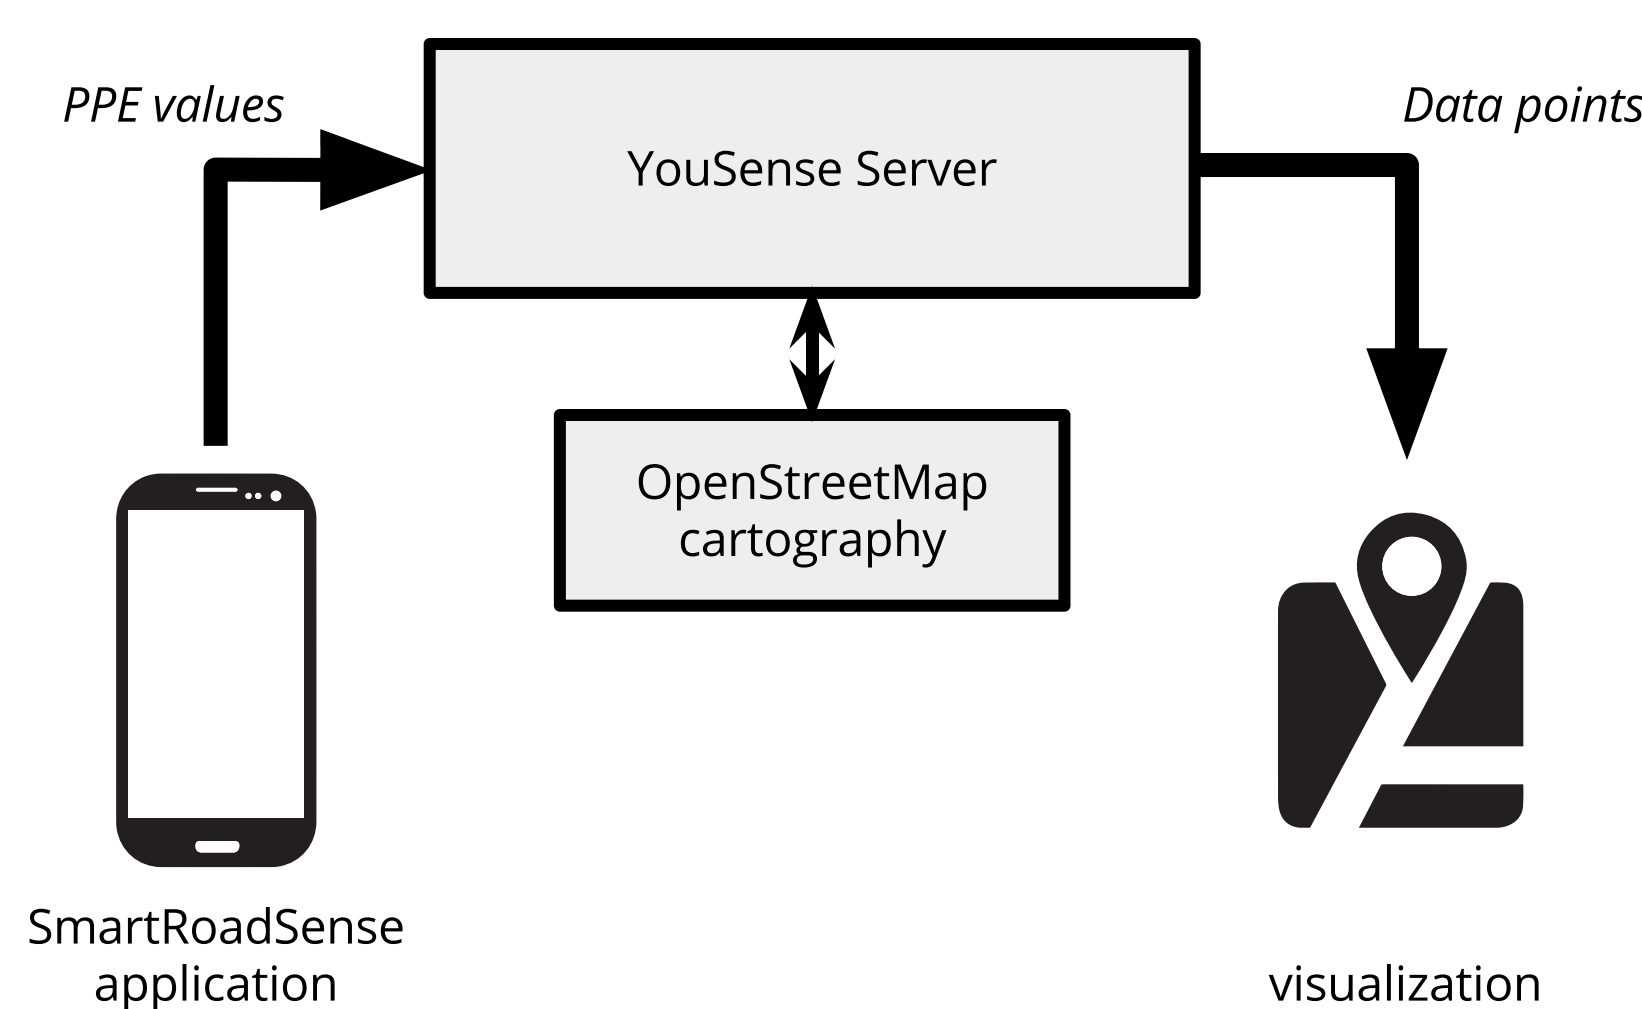 PPE values
Data points
YouSense Server
OpenStreetMap
cartography
SmartRoadSense
application
visualization